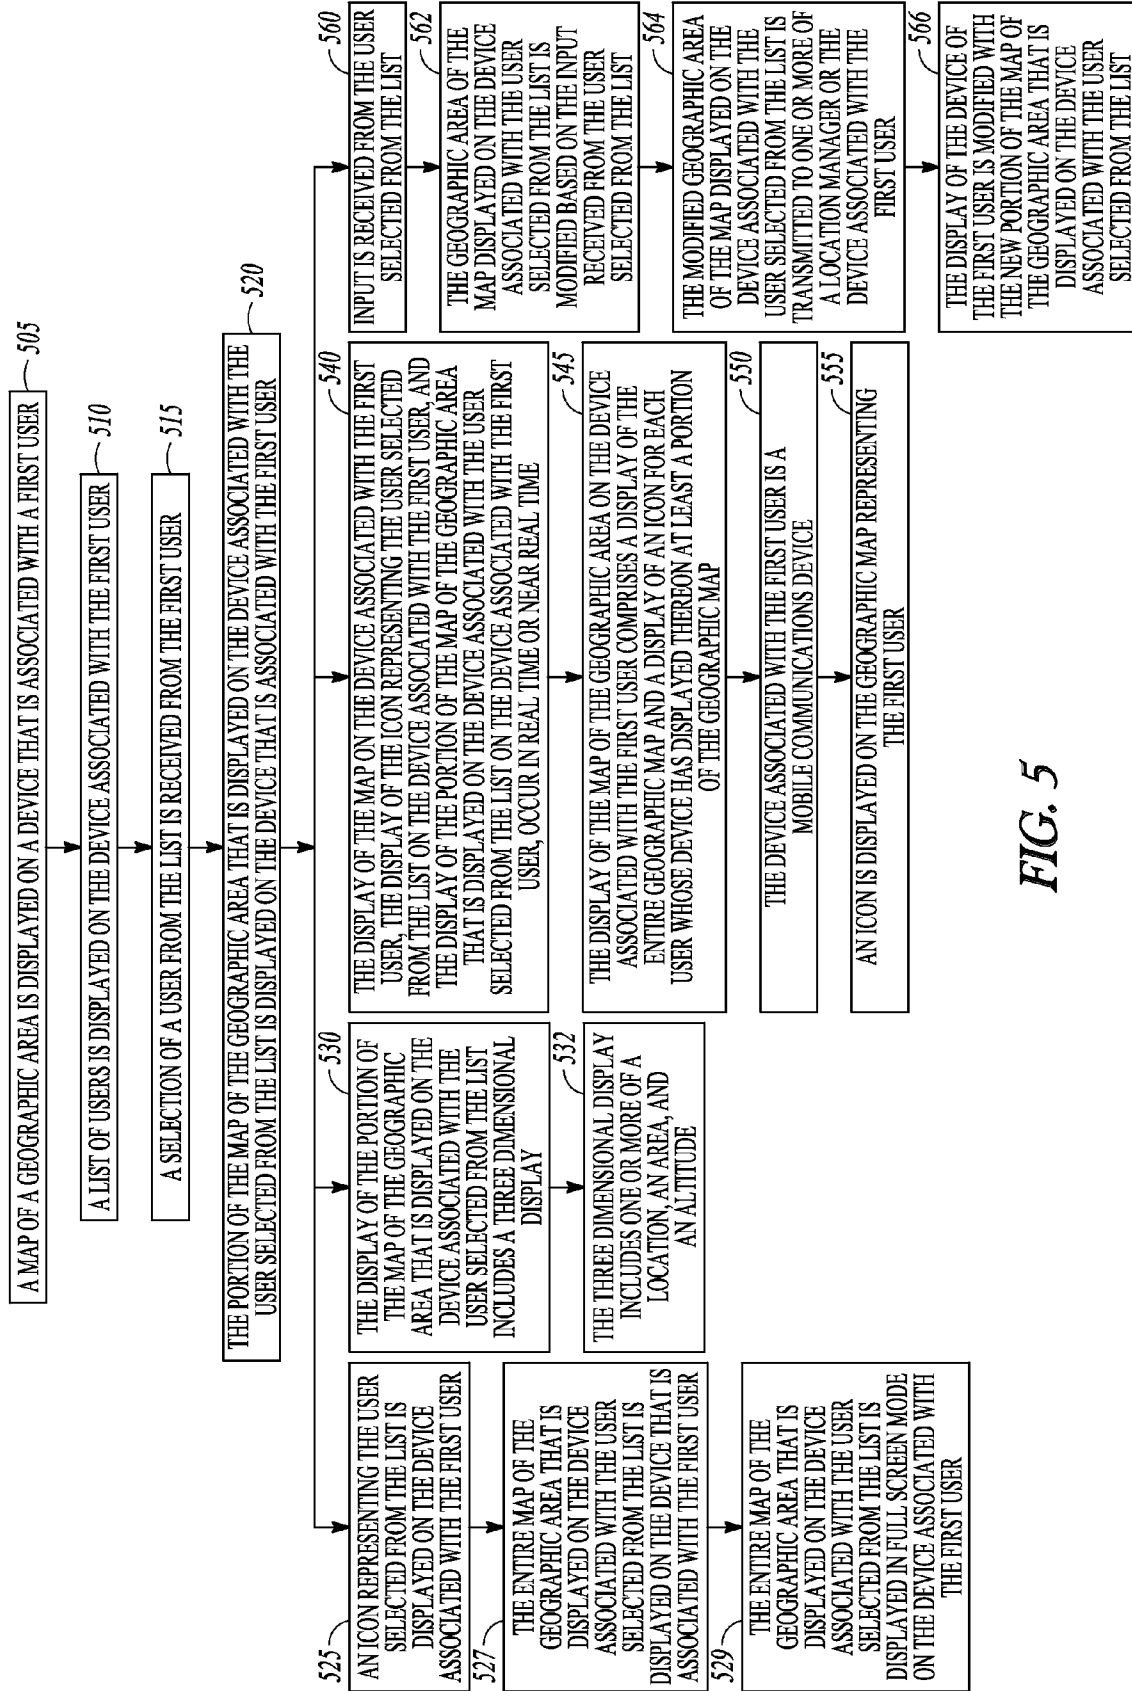 A MAP OF A GEOGRAPHIC AREA IS DISPLAYED ON A DEVICE THAT IS ASSOCIATED WITH A FIRST USER
505
A LIST OF USERS IS DISPLAYED ON THE DEVICE ASSOCIATED WITH THE FIRST USER
510
A SELECTION OF A USER FROM THE LIST IS RECEIVED FROM THE FIRST USER
515
THE PORTION OF THE MAP OF THE GEOGRAPHIC AREA THAT IS DISPLAYED ON THE DEVICE ASSOCIATED WITH THE
USER SELECTED FROM THE LIST IS DISPLAYED ON THE DEVICE THAT IS ASSOCIATED WITH THE FIRST USER
520
525
AN ICON REPRESENTING THE USER
SELECTED FROM THE LIST IS
DISPLAYED ON THE DEVICE
ASSOCIATED WITH THE FIRST USER
527
THE ENTIRE MAP OF THE
GEOGRAPHIC AREA THAT IS
DISPLAYED ON THE DEVICE
ASSOCIATED WITH THE USER
SELECTED FROM THE LIST IS
DISPLAYED ON THE DEVICE THAT IS
ASSOCIATED WITH THE FIRST USER
529
THE ENTIRE MAP OF THE
GEOGRAPHIC AREA THAT IS
DISPLAYED ON THE DEVICE
ASSOCIATED WITH THE USER
SELECTED FROM THE LIST IS
DISPLAYED IN FULL SCREEN MODE
ON THE DEVICE ASSOCIATED WITH
THE FIRST USER
530
THE DISPLAY OF THE PORTION OF
THE MAP OF THE GEOGRAPHIC
AREA THAT IS DISPLAYED ON THE
DEVICE ASSOCIATED WITH THE
USER SELECTED FROM THE LIST
INCLUDES A THREE DIMENSIONAL
DISPLAY
532
THE THREE DIMENSIONAL DISPLAY
INCLUDES ONE OR MORE OF A
LOCATION, AN AREA, AND
AN ALTITUDE
540
THE DISPLAY OF THE MAP ON THE DEVICE ASSOCIATED WITH THE FIRST
USER, THE DISPLAY OF THE ICON REPRESENTING THE USER SELECTED
FROM THE LIST ON THE DEVICE ASSOCIATED WITH THE FIRST USER, AND
THE DISPLAY OF THE PORTION OF THE MAP OF THE GEOGRAPHIC AREA
THAT IS DISPLAYED ON THE DEVICE ASSOCIATED WITH THE USER
SELECTED FROM THE LIST ON THE DEVICE ASSOCIATED WITH THE FIRST
USER, OCCUR IN REAL TIME OR NEAR REAL TIME
545
THE DISPLAY OF THE MAP OF THE GEOGRAPHIC AREA ON THE DEVICE
ASSOCIATED WITH THE FIRST USER COMPRISES A DISPLAY OF THE
ENTIRE GEOGRAPHIC MAP AND A DISPLAY OF AN ICON FOR EACH
USER WHOSE DEVICE HAS DISPLAYED THEREON AT LEAST A PORTION
OF THE GEOGRAPHIC MAP
550
THE DEVICE ASSOCIATED WITH THE FIRST USER IS A
MOBILE COMMUNICATIONS DEVICE
555
AN ICON IS DISPLAYED ON THE GEOGRAPHIC MAP REPRESENTING
THE FIRST USER
560
INPUT IS RECEIVED FROM THE USER
SELECTED FROM THE LIST
562
THE GEOGRAPHIC AREA OF THE
MAP DISPLAYED ON THE DEVICE
ASSOCIATED WITH THE USER
SELECTED FROM THE LIST IS
MODIFIED BASED ON THE INPUT
RECEIVED FROM THE USER
SELECTED FROM THE LIST
564
THE MODIFIED GEOGRAPHIC AREA
OF THE MAP DISPLAYED ON THE
DEVICE ASSOCIATED WITH THE
USER SELECTED FROM THE LIST IS
TRANSMITTED TO ONE OR MORE OF
A LOCATION MANAGER OR THE
DEVICE ASSOCIATED WITH THE
FIRST USER
566
THE DISPLAY OF THE DEVICE OF
THE FIRST USER IS MODIFIED WITH
THE NEW PORTION OF THE MAP OF
THE GEOGRAPHIC AREA THAT IS
DISPLAYED ON THE DEVICE
ASSOCIATED WITH THE USER
SELECTED FROM THE LIST
FIG. 5